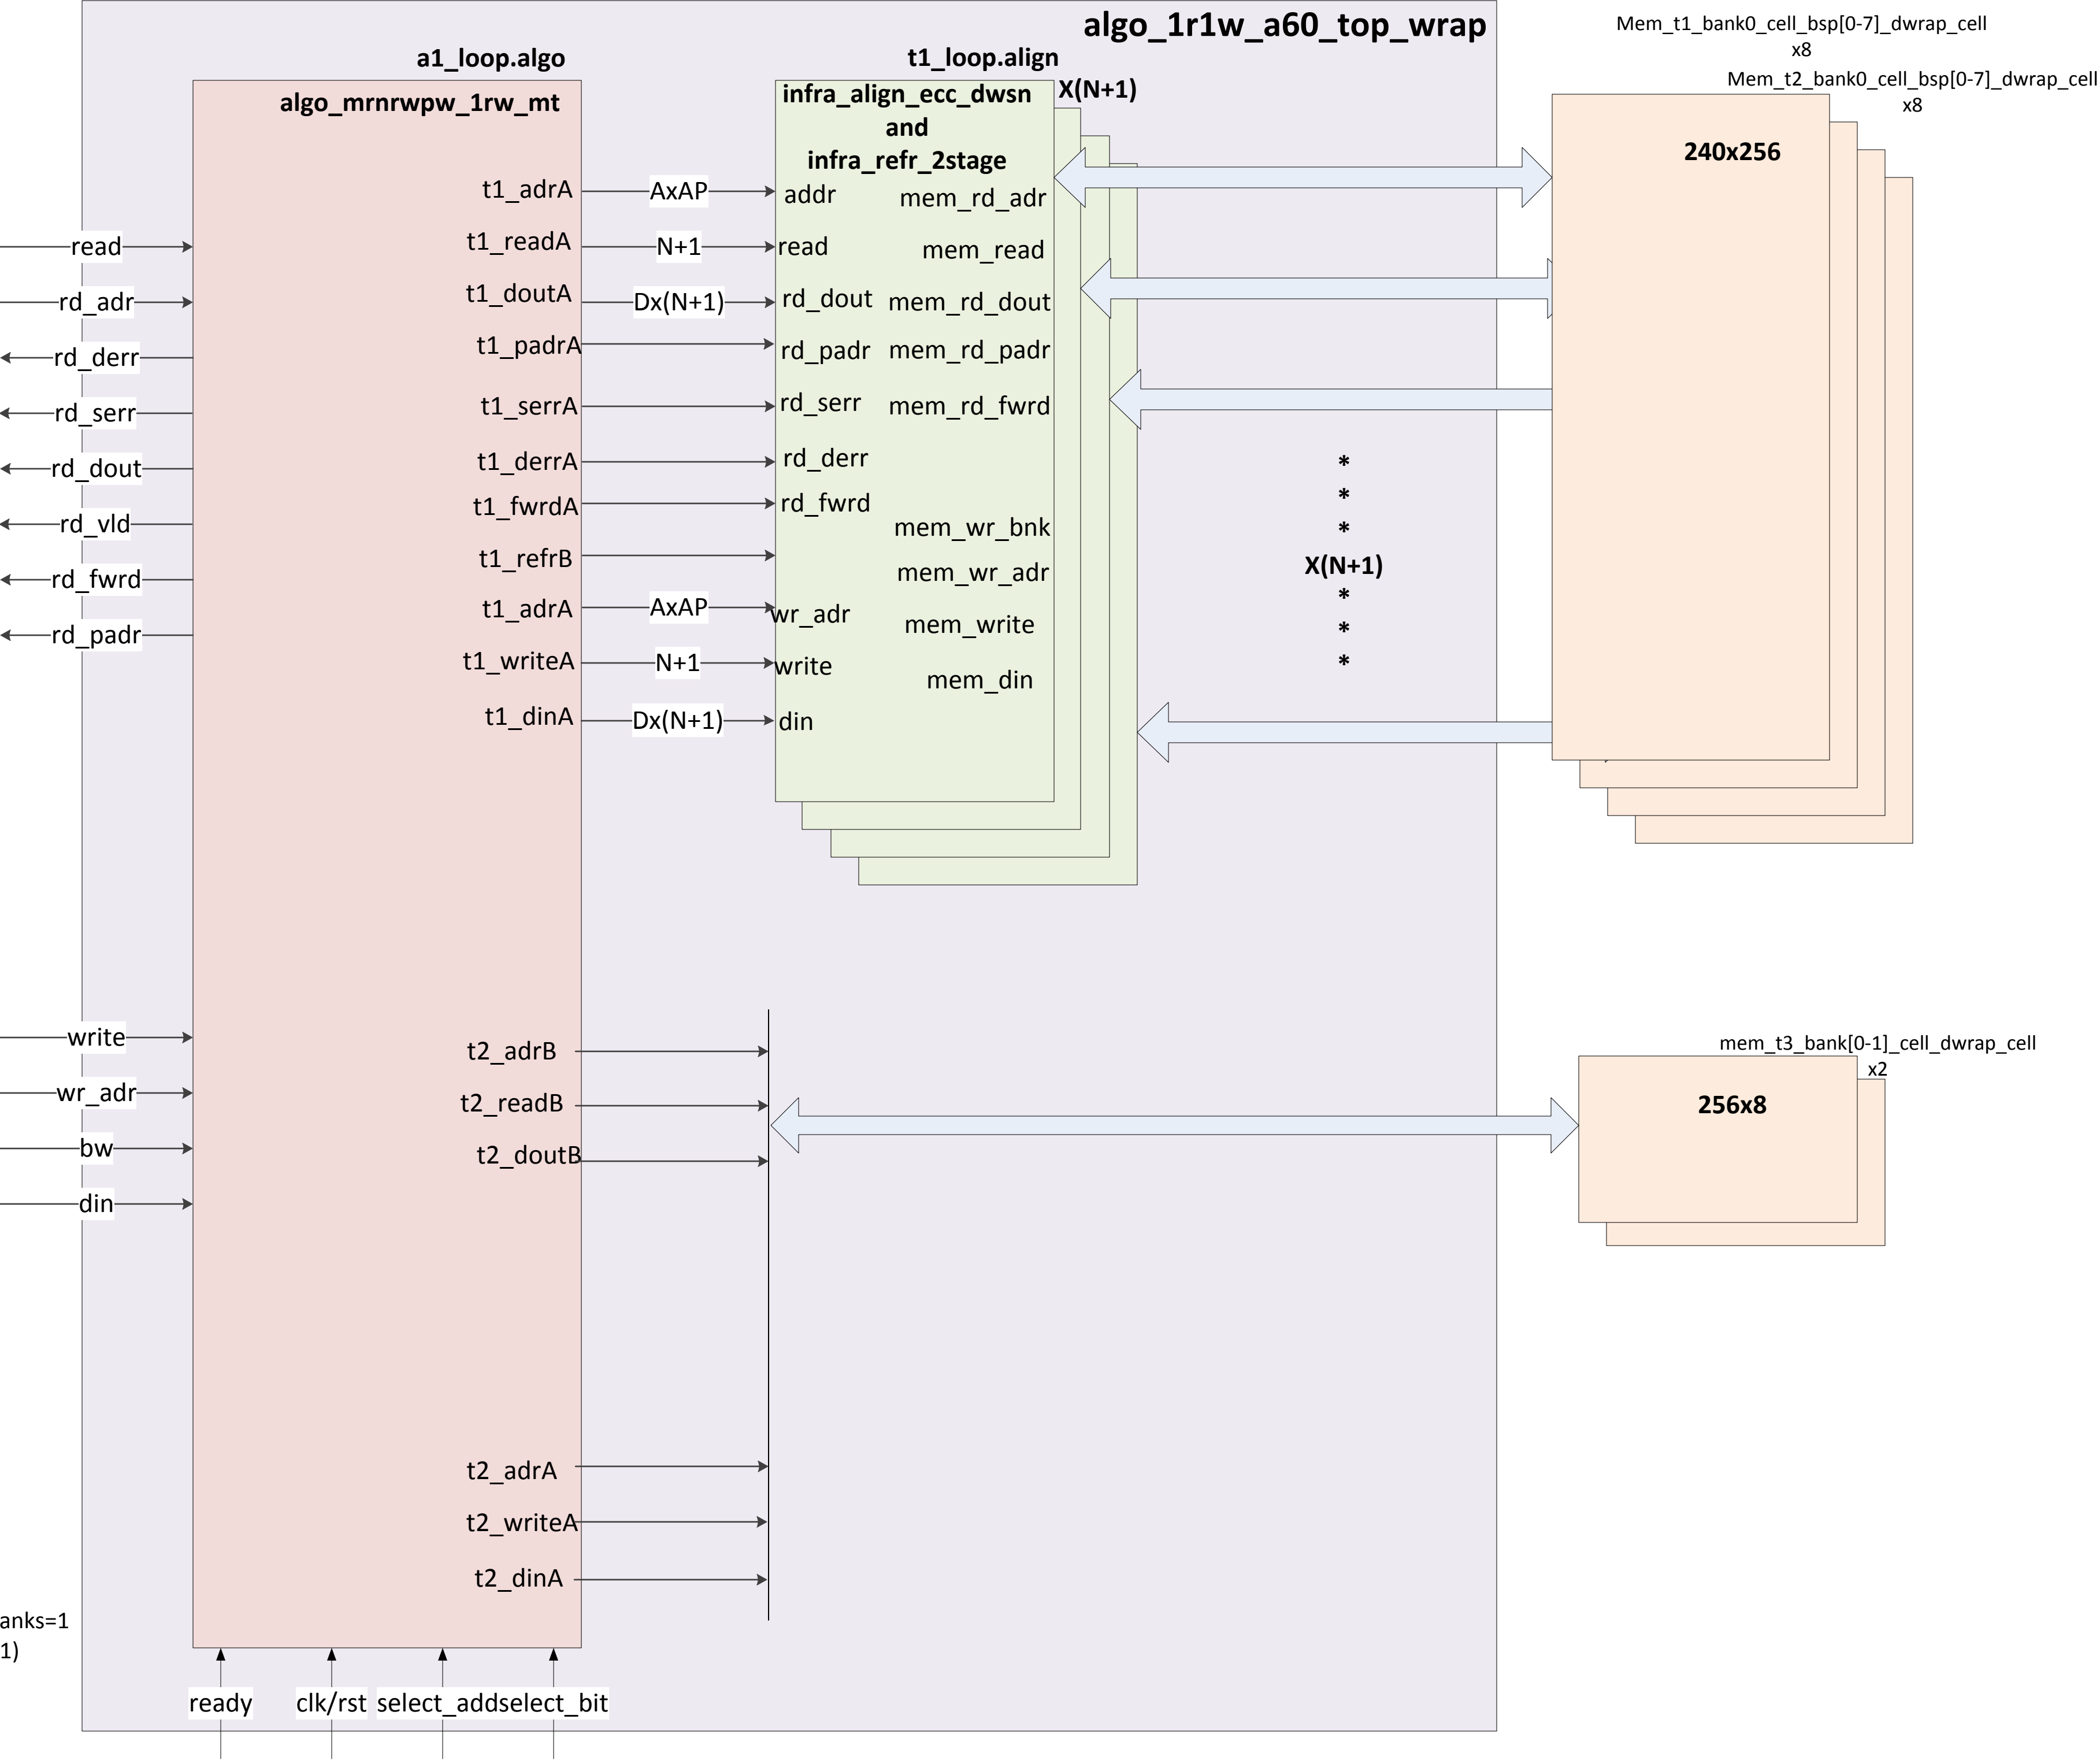 algo_1r1w_a60_top_wrap
Mem_t1_bank0_cell_bsp[0-7]_dwrap_cell
x8
Mem_t2_bank0_cell_bsp[0-7]_dwrap_cell
x8
a1_loop.algo
t1_loop.align
X(N+1)
algo_mrnrwpw_1rw_mt
infra_align_ecc_dwsn
and
infra_refr_2stage
240x256
read
rd_adr
rd_derr
rd_serr
rd_dout
rd_vld
rd_fwrd
rd_padr
t1_adrA
t1_readA
t1_doutA
t1_padrA
t1_serrA
t1_derrA
t1_fwrdA
t1_refrB
t1_adrA
t1_writeA
t1_dinA
AxAP
N+1
Dx(N+1)
AxAP
N+1
Dx(N+1)
addr
read
rd_dout
rd_padr
rd_serr
rd_derr
rd_fwrd
wr_adr
write
din
mem_rd_adr
mem_read
mem_rd_dout
mem_rd_padr
mem_rd_fwrd
mem_wr_bnk
mem_wr_adr
mem_write
mem_din
*
*
*
X(N+1)
*
*
*
write
wr_adr
bw
din
t2_adrB
t2_readB
t2_doutB
t2_adrA
t2_writeA
t2_dinA
mem_t3_bank[0-1]_cell_dwrap_cell
x2
256x8
anks=1
1)
ready
clk/rst
select_add
select_bit